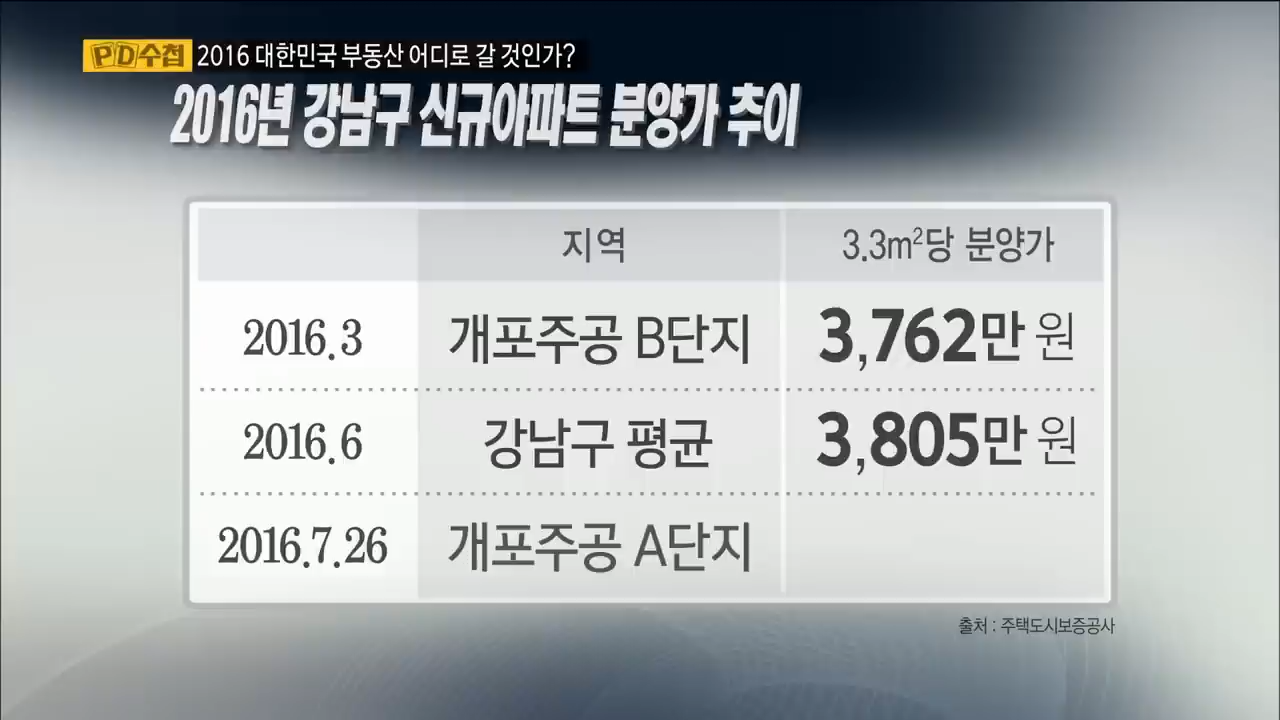 PD수첩 2016 대한민국 부동산 어디로 갈 것인가?
2016년 강남구 신규아파트 분양가 추이
지역 3.3m²당 분양가
2016.3 개포주공 B단지 3,762만 원
2016.6 강남구 평균 3,805만 원
2016.7.26 개포주공 A단지
출처 : 주택도시보증공사